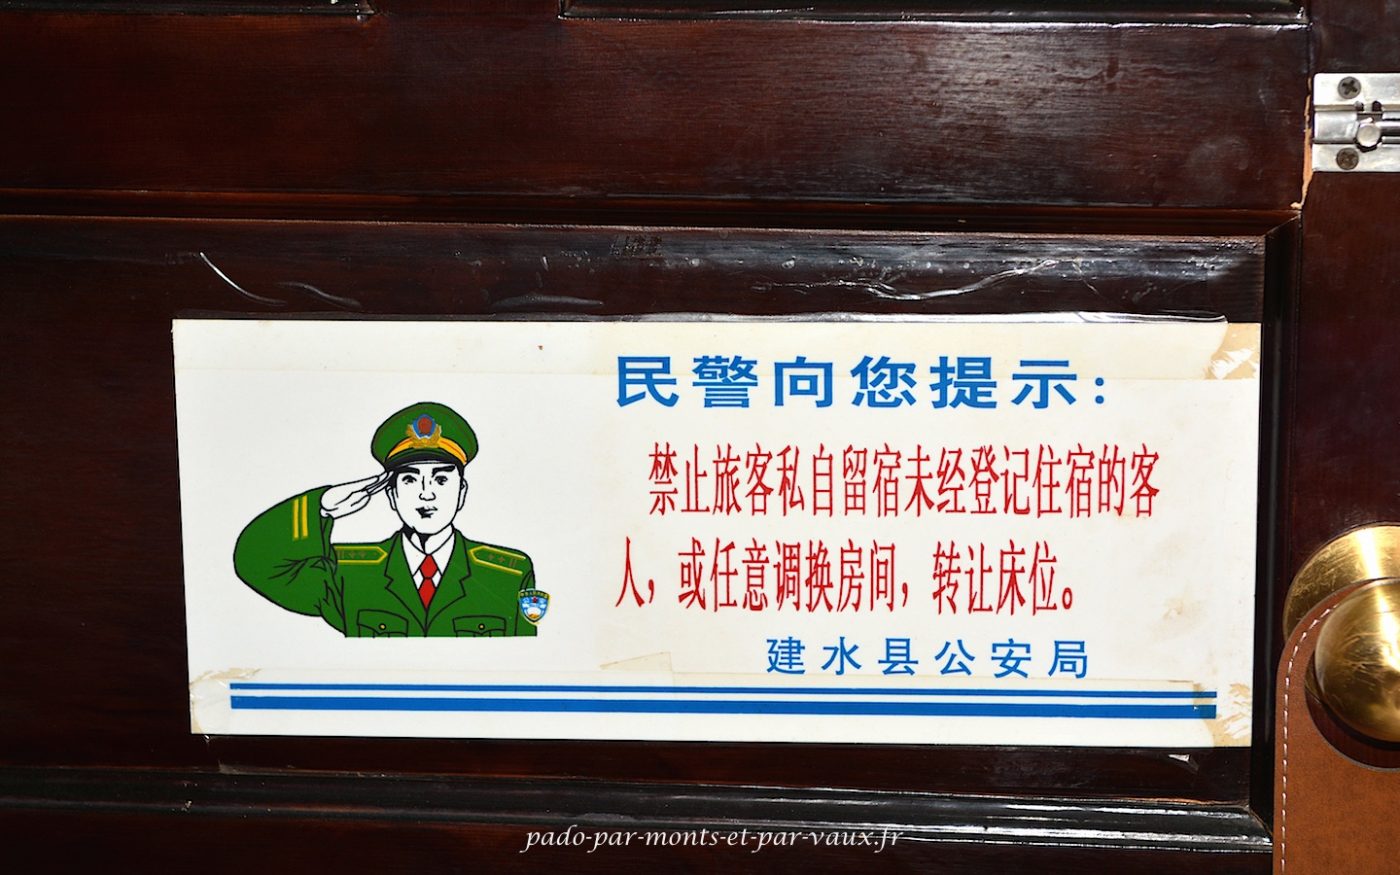 民警向您提示：
禁止旅客私自留宿未经登记住宿的客
人，或任意调换房间，转让床位。
建水县公安局
pado-par-monts-et-par-vaux.fr